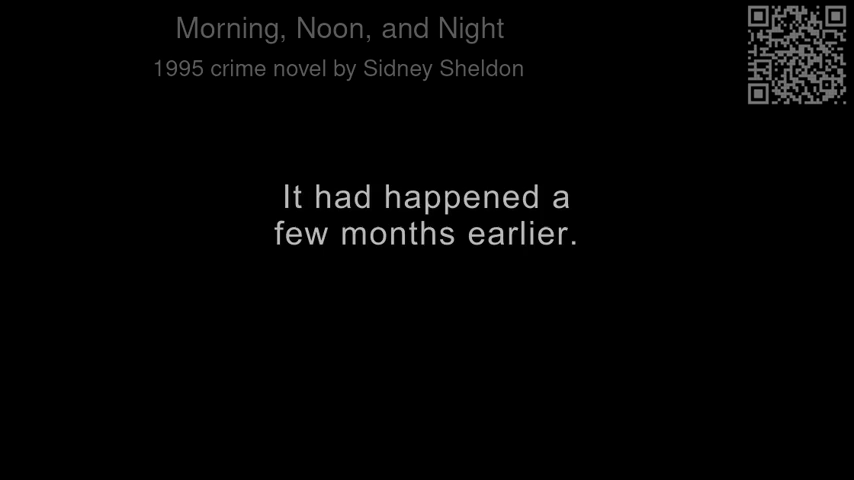 Morning, Noon, and Night
1995 crime novel by Sidney Sheldon
It had happened a
few months earlier.